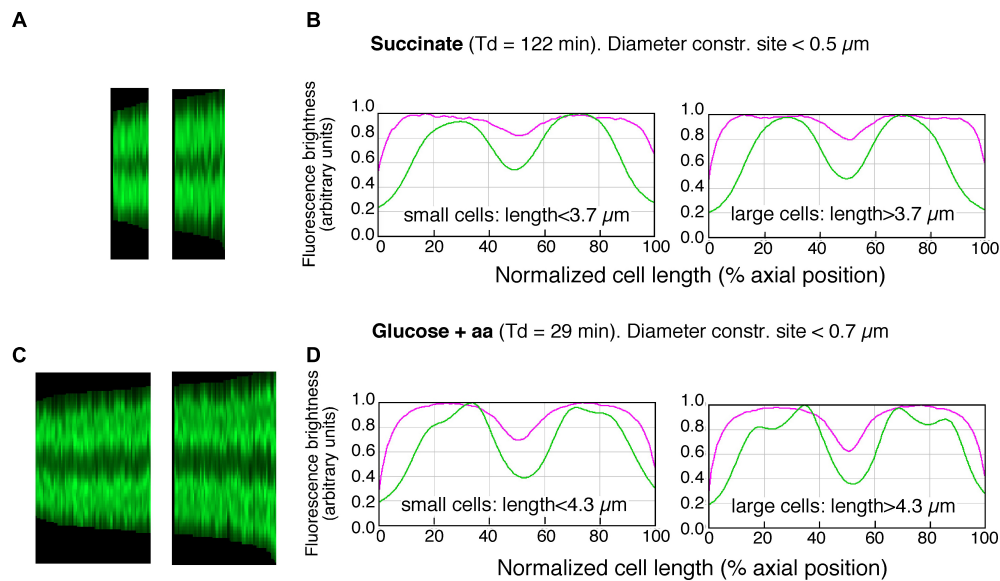 A
B
Succinate (Td = 122 min). Diameter constr. site < 0.5 µm
Fluorescence brightness
(arbitrary units)
1.0
0.8
0.6
0.4
0.2
0.0
small cells: length<3.7 µm
0 20 40 60 80 100
1.0
0.8
0.6
0.4
0.2
0.0
large cells: length>3.7 µm
0 20 40 60 80 100
Normalized cell length (% axial position)
Glucose + aa (Td = 29 min). Diameter constr. site < 0.7 µm
C
D
Fluorescence brightness
(arbitrary units)
1.0
0.8
0.6
0.4
0.2
0.0
small cells: length<4.3 µm
0 20 40 60 80 100
1.0
0.8
0.6
0.4
0.2
0.0
large cells: length>4.3 µm
0 20 40 60 80 100
Normalized cell length (% axial position)